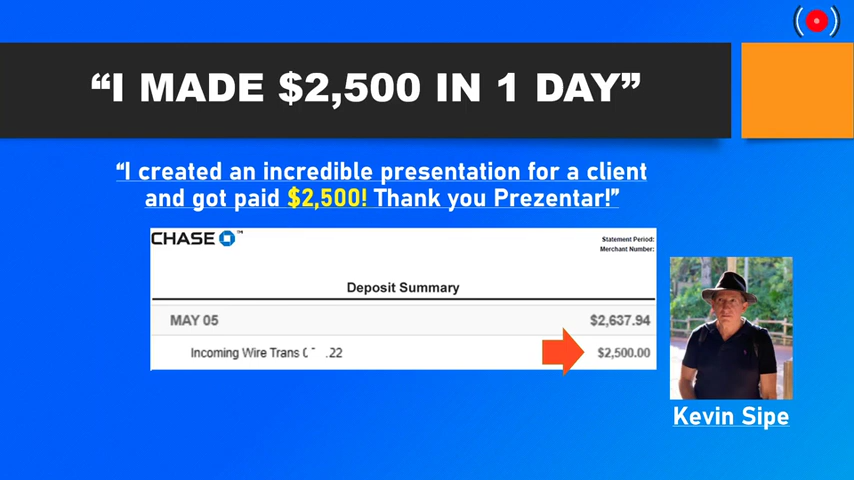 “I MADE $2,500 IN 1 DAY”
“I created an incredible presentation for a client
and got paid $2,500! Thank you Prezentar!”
CHASE ™
Statement Period:
Merchant Number:
Deposit Summary
MAY 05 $2,637.94
Incoming Wire Trans .22 $2,500.00
Kevin Sipe